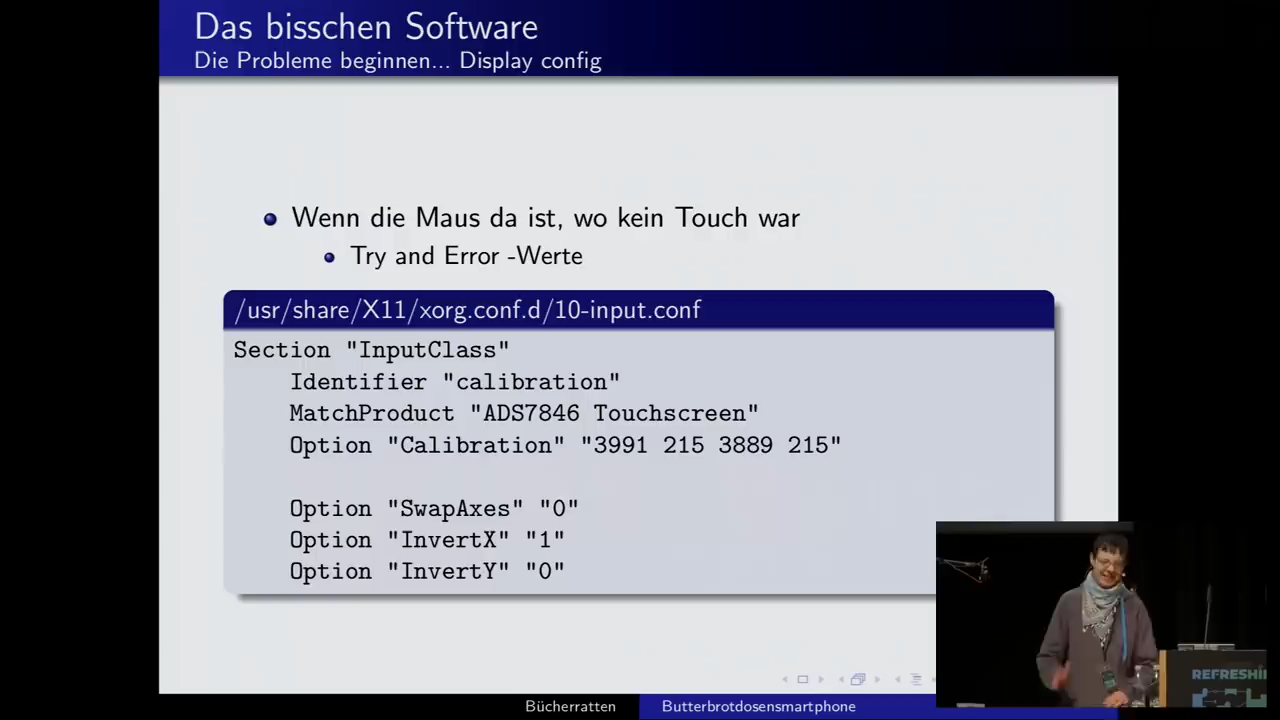 Das bisschen Software
Die Probleme beginnen... Display config
Wenn die Maus da ist, wo kein Touch war
Try and Error -Werte
/usr/share/X11/xorg.conf.d/10-input.conf
Section "InputClass"
Identifier "calibration"
MatchProduct "ADS7846 Touchscreen"
Option "Calibration" "3991 215 3889 215"
Option "SwapAxes" "0"
Option "InvertX" "1"
Option "InvertY" "0"
Bücherratten
Butterbrotdosensmartphone